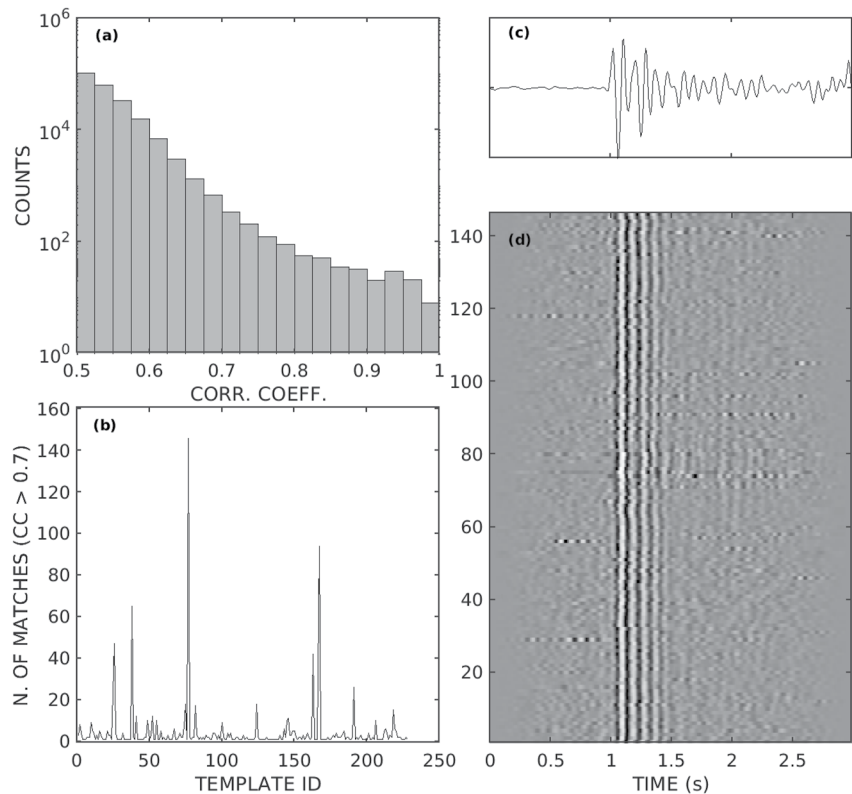 (a)
10^6
10^4
10^2
10^0
COUNTS
0.5 0.6 0.7 0.8 0.9 1
CORR. COEFF.
(b)
160
140
120
100
80
60
40
20
0
N. OF MATCHES (CC > 0.7)
0 50 100 150 200 250
TEMPLATE ID
(c)
(d)
140
120
100
80
60
40
20
0 0.5 1 1.5 2 2.5
TIME (s)